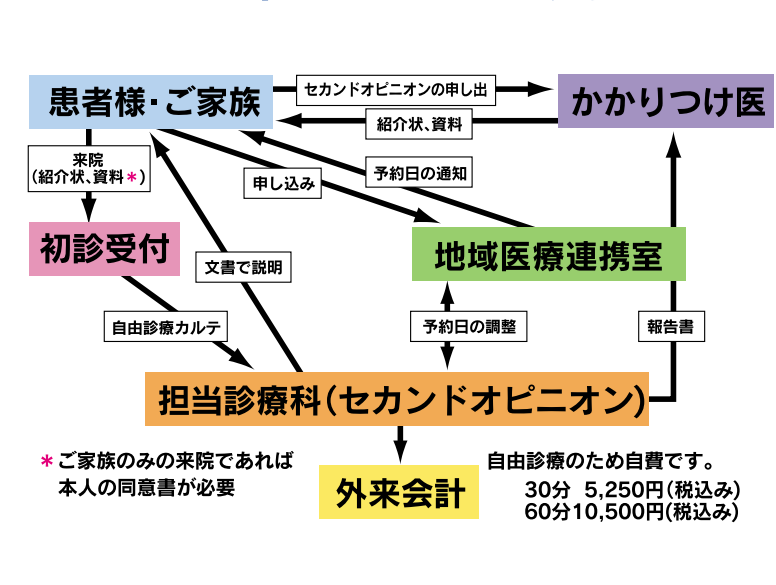 患者様・ご家族
セカンドオピニオンの申し出
かかりつけ医
紹介状、資料
来院
(紹介状、資料*)
予約日の通知
申し込み
初診受付
地域医療連携室
文書で説明
自由診療カルテ
予約日の調整
報告書
担当診療科(セカンドオピニオン)
*ご家族のみの来院であれば
本人の同意書が必要
外来会計
自由診療のため自費です。
30分 5,250円(税込み)
60分10,500円(税込み)